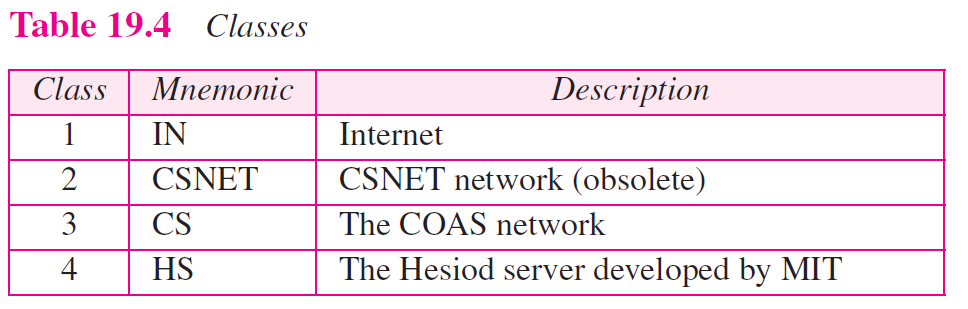 Table 19.4 Classes
Class Mnemonic Description
1 IN Internet
2 CSNET CSNET network (obsolete)
3 CS The COAS network
4 HS The Hesiod server developed by MIT